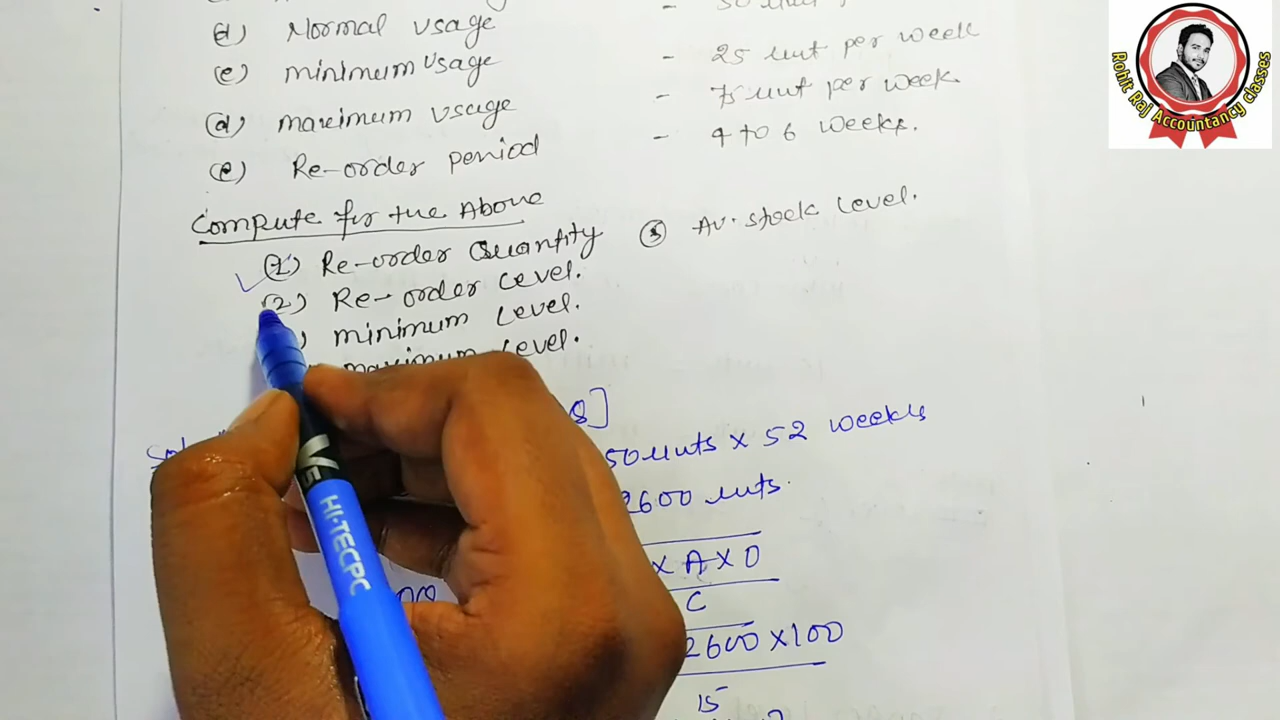 (d) Normal usage - 50 unit
(e) minimum usage - 25 unit per week
(d) maximum usage - 75 unit per week
(e) Re-order period - 4 to 6 weeks.
Compute for the Above
(1) Re-order Quantity (5) Av. stock Level.
(2) Re-order Level.
) minimum Level.
maximum Level.
Q]
50 units x 52 weeks
2600 units.
x A x O
C
2600 x 100
15
V5 HI-TECPC
Rohit Raj Accountancy classes